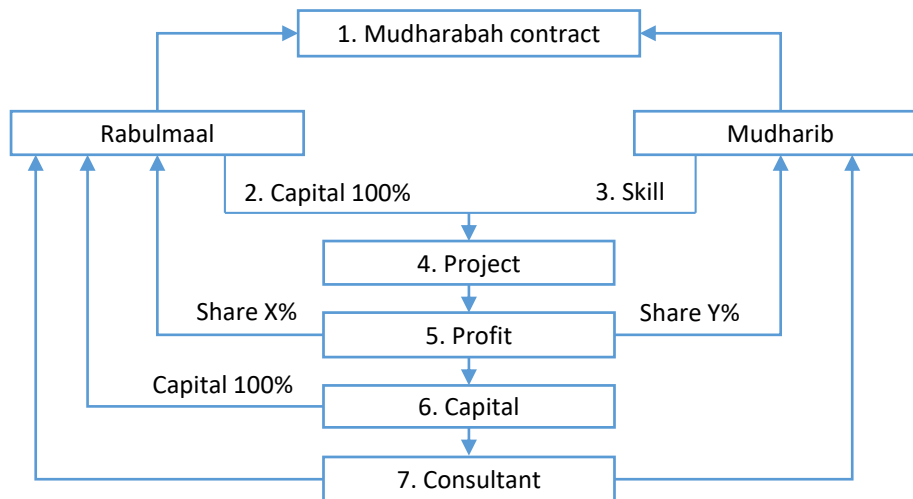 1. Mudharabah contract
Rabulmaal
Mudharib
2. Capital 100%
3. Skill
4. Project
Share X%
Share Y%
5. Profit
Capital 100%
6. Capital
7. Consultant